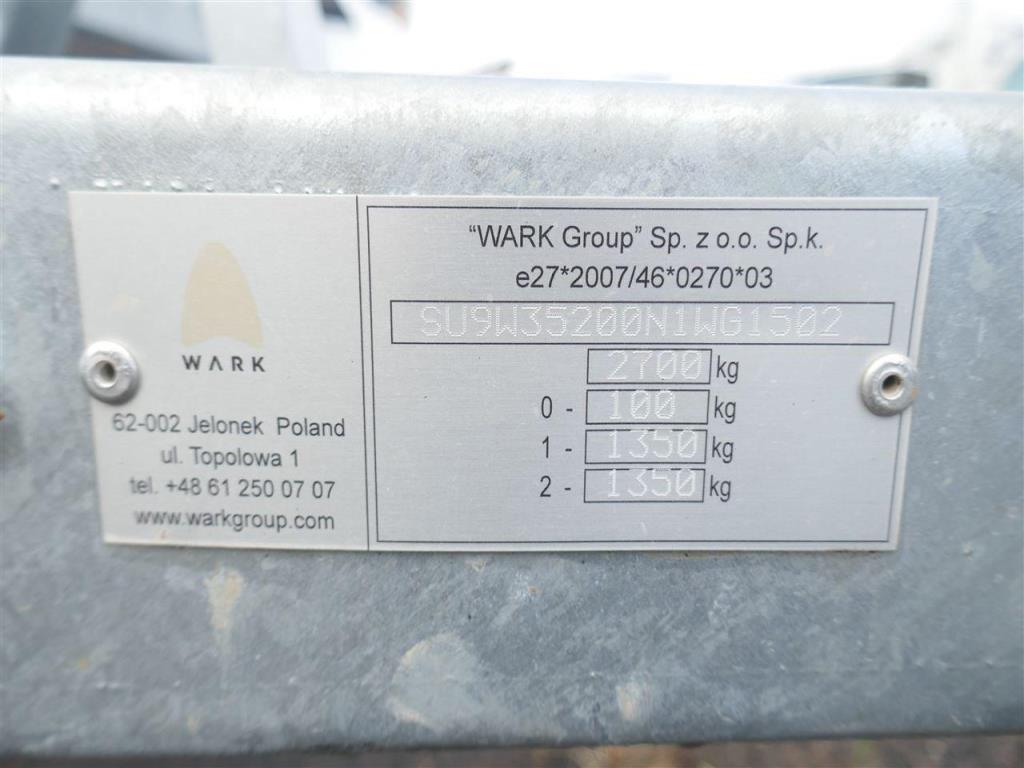 WARK
62-002 Jelonek Poland
ul. Topolowa 1
tel. +48 61 250 07 07
www.warkgroup.com
"WARK Group" Sp. z o.o. Sp.k.
e27*2007/46*0270*03
SU9W35200N1WG1502
2700 kg
0 - 100 kg
1 - 1350 kg
2 - 1350 kg